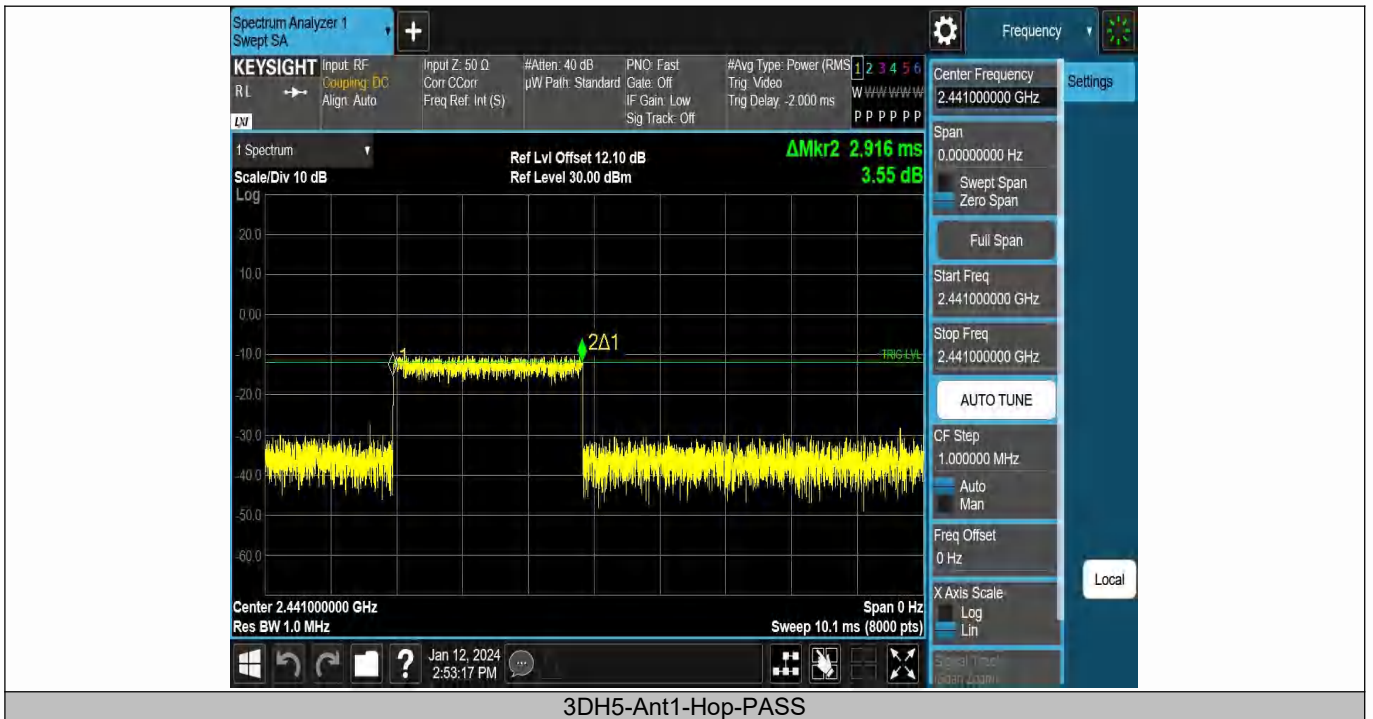 Spectrum Analyzer 1
Swept SA
+
Frequency
KEYSIGHT
RL
LXI
Input: RF
Coupling: DC
Align: Auto
Input Z: 50 Ω
Corr CCorr
Freq Ref: Int (S)
#Atten: 40 dB
µW Path: Standard
PNO: Fast
Gate: Off
IF Gain: Low
Sig Track: Off
#Avg Type: Power (RMS
Trig: Video
Trig Delay: -2.000 ms
1 2 3 4 5 6
W W W W W W
P P P P P P
Center Frequency
2.441000000 GHz
Settings
Span
0.00000000 Hz
Swept Span
Zero Span
Full Span
Start Freq
2.441000000 GHz
Stop Freq
2.441000000 GHz
AUTO TUNE
CF Step
1.000000 MHz
Auto
Man
Freq Offset
0 Hz
X Axis Scale
Log
Lin
Signal Track
(Span Zoom)
Local
1 Spectrum
Scale/Div 10 dB
Log
Ref Lvl Offset 12.10 dB
Ref Level 30.00 dBm
ΔMkr2 2.916 ms
3.55 dB
20.0
10.0
0.00
-10.0
-20.0
-30.0
-40.0
-50.0
-60.0
1
2Δ1
TRIG LVL
Center 2.441000000 GHz
Res BW 1.0 MHz
Span 0 Hz
Sweep 10.1 ms (8000 pts)
?
Jan 12, 2024
2:53:17 PM
3DH5-Ant1-Hop-PASS